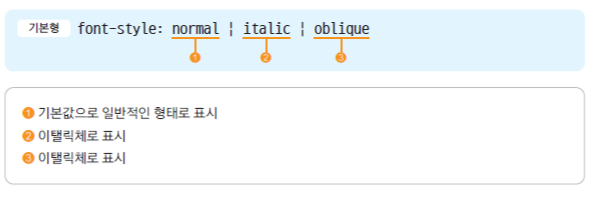 기본형 font-style: normal ¦ italic ¦ oblique
① ② ③
① 기본값으로 일반적인 형태로 표시
② 이탤릭체로 표시
③ 이탤릭체로 표시